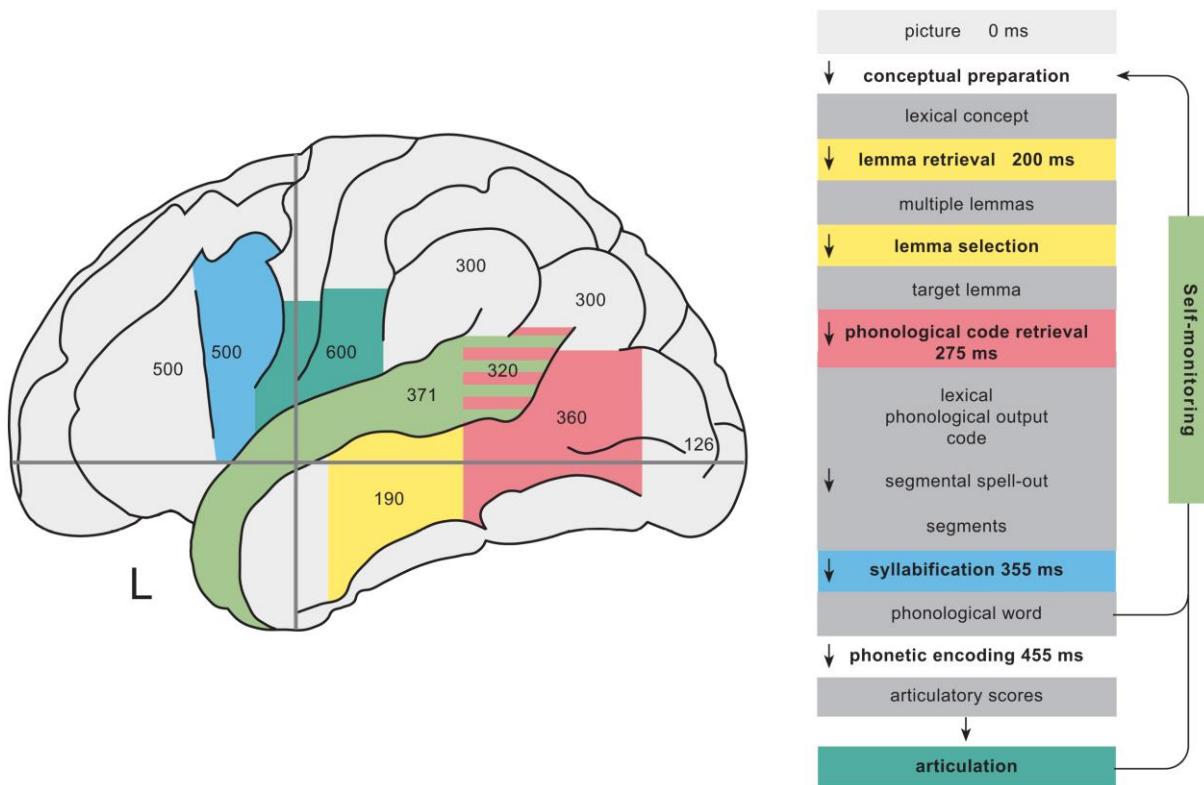 300
300
500
500
600
371
320
360
126
190
L
picture 0 ms
conceptual preparation
lexical concept
lemma retrieval 200 ms
multiple lemmas
lemma selection
target lemma
phonological code retrieval
275 ms
lexical
phonological output
code
segmental spell-out
segments
syllabification 355 ms
phonological word
phonetic encoding 455 ms
articulatory scores
articulation
Self-monitoring